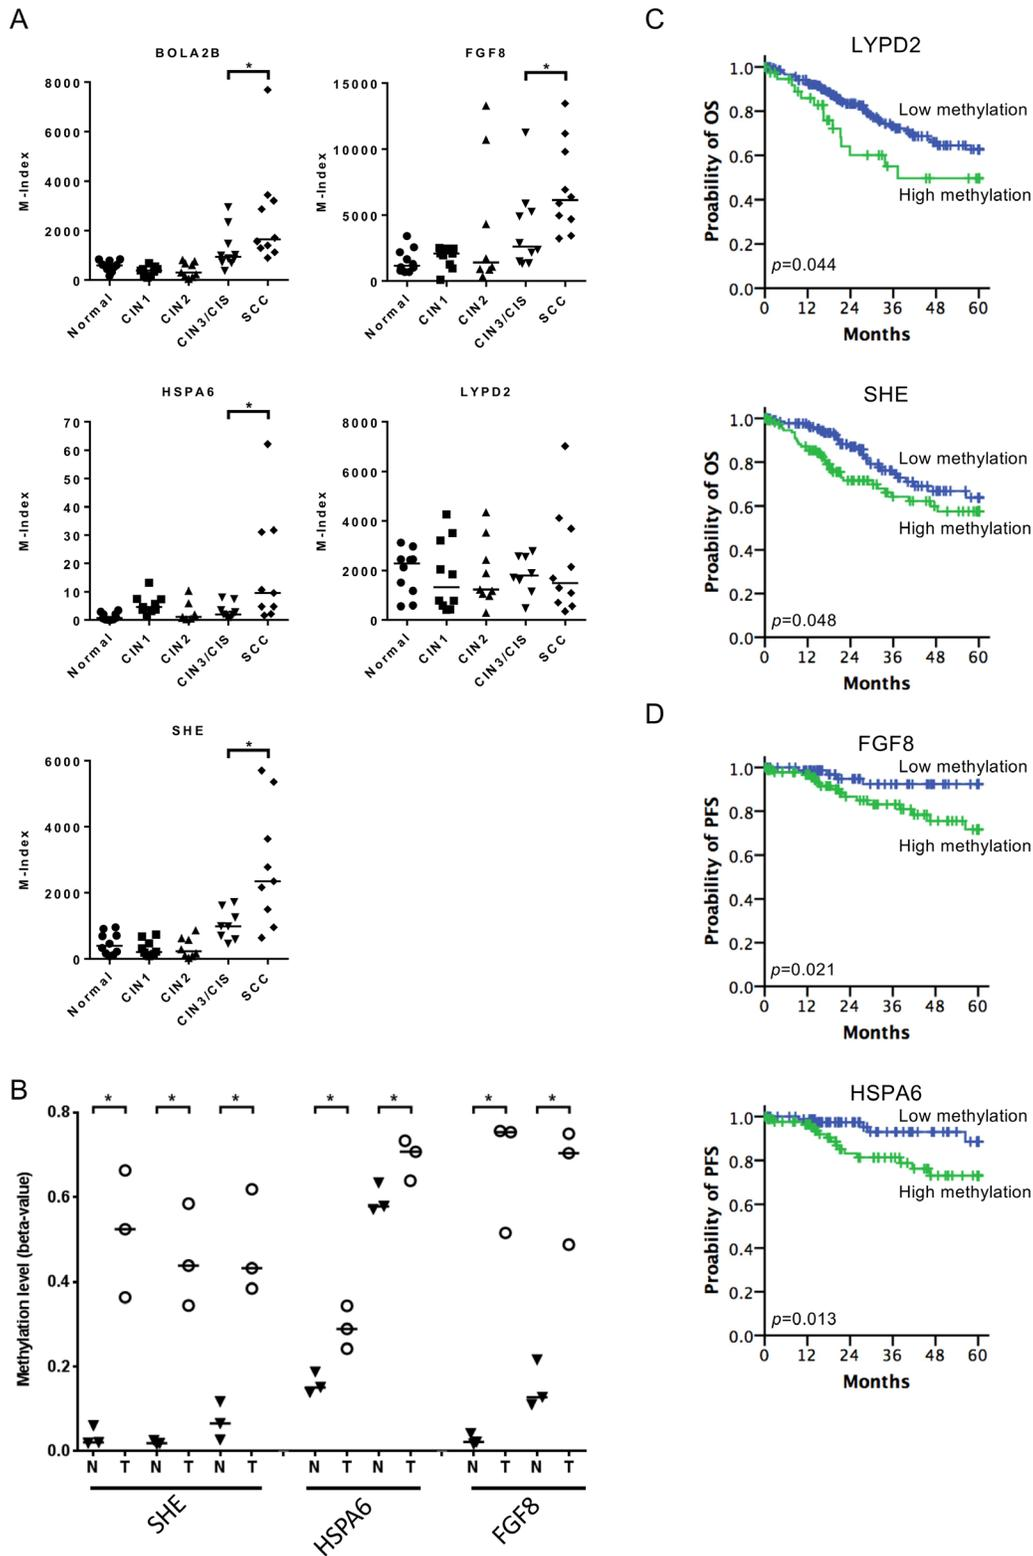 A
BOLA2B
*
M-Index
8000
6000
4000
2000
0
Normal
CIN1
CIN2
CIN3/CIS
SCC
FGF8
*
M-Index
15000
10000
5000
0
Normal
CIN1
CIN2
CIN3/CIS
SCC
HSPA6
*
M-Index
70
60
50
40
30
20
10
0
Normal
CIN1
CIN2
CIN3/CIS
SCC
LYPD2
M-Index
8000
6000
4000
2000
0
Normal
CIN1
CIN2
CIN3/CIS
SCC
SHE
*
M-Index
6000
4000
2000
0
Normal
CIN1
CIN2
CIN3/CIS
SCC
B
* * * * * * *
Methylation level (beta-value)
0.8
0.6
0.4
0.2
0.0
N T N T N T N T N T N T N T
SHE
HSPA6
FGF8
C
LYPD2
Proability of OS
1.0
0.8
0.6
0.4
0.2
0.0
Low methylation
High methylation
p=0.044
0 12 24 36 48 60
Months
SHE
Proability of OS
1.0
0.8
0.6
0.4
0.2
0.0
Low methylation
High methylation
p=0.048
0 12 24 36 48 60
Months
D
FGF8
Proability of PFS
1.0
0.8
0.6
0.4
0.2
0.0
Low methylation
High methylation
p=0.021
0 12 24 36 48 60
Months
HSPA6
Proability of PFS
1.0
0.8
0.6
0.4
0.2
0.0
Low methylation
High methylation
p=0.013
0 12 24 36 48 60
Months